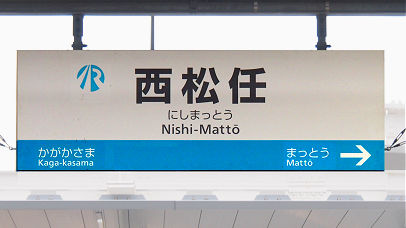 西松任
にしまっとう
Nishi-Mattō
かがかさま
Kaga-kasama
まっとう
Mattō